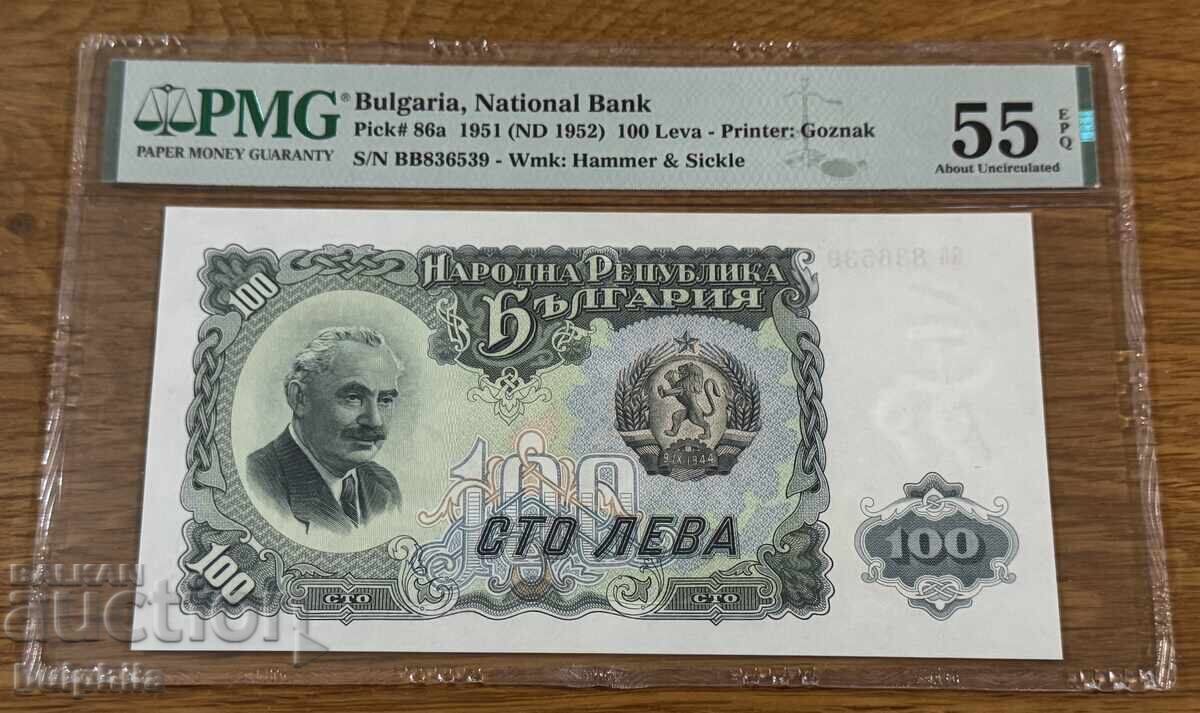 PMG®
PAPER MONEY GUARANTY
Bulgaria, National Bank
Pick# 86a 1951 (ND 1952) 100 Leva - Printer: Goznak
S/N BB836539 - Wmk: Hammer & Sickle
55
EPQ
About Uncirculated
100
НАРОДНА РЕПУБЛИКА
БЪЛГАРИЯ
9.IX.1944
100
СТО ЛЕВА
100
100
СТО
СТО
BALKAN
auction
Bulphila